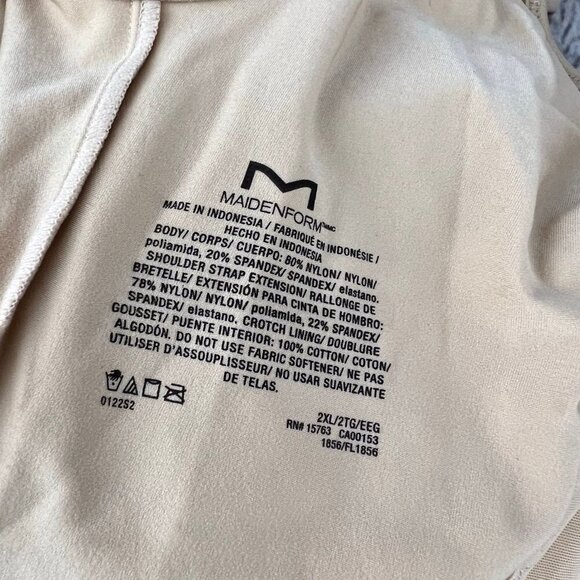 M
MAIDENFORM™/MC
MADE IN INDONESIA / FABRIQUÉ EN INDONÉSIE /
HECHO EN INDONESIA
BODY/ CORPS/ CUERPO: 80% NYLON/ NYLON/
poliamida, 20% SPANDEX/ SPANDEX/ elastano.
SHOULDER STRAP EXTENSION/ RALLONGE DE
BRETELLE/ EXTENSIÓN PARA CINTA DE HOMBRO:
78% NYLON/ NYLON/ poliamida, 22% SPANDEX/
SPANDEX/ elastano. CROTCH LINING/ DOUBLURE
GOUSSET/ PUENTE INTERIOR: 100% COTTON/ COTON/
ALGODÓN. DO NOT USE FABRIC SOFTENER/ NE PAS
UTILISER D'ASSOUPLISSEUR/ NO USAR SUAVIZANTE
DE TELAS.
0122S2
2XL/2TG/EEG
RN# 15763 CA00153
1856/FL1856